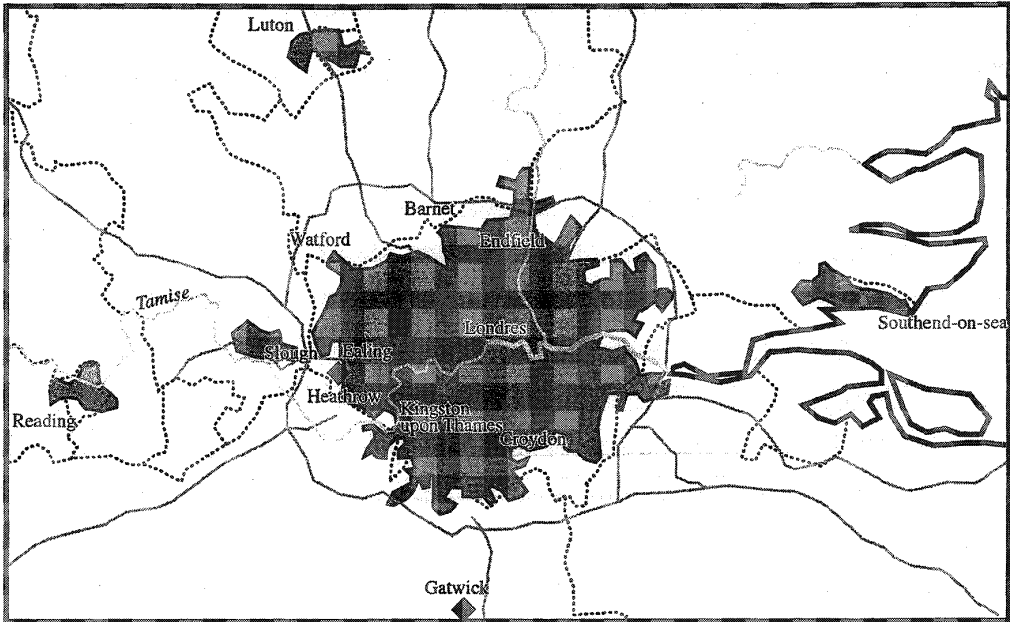 Luton
Barnet
Watford
Endfield
Tamise
Londres
Southend-on-sea
Slough
Ealing
Heathrow
Reading
Kingston
upon Thames
Croydon
Gatwick